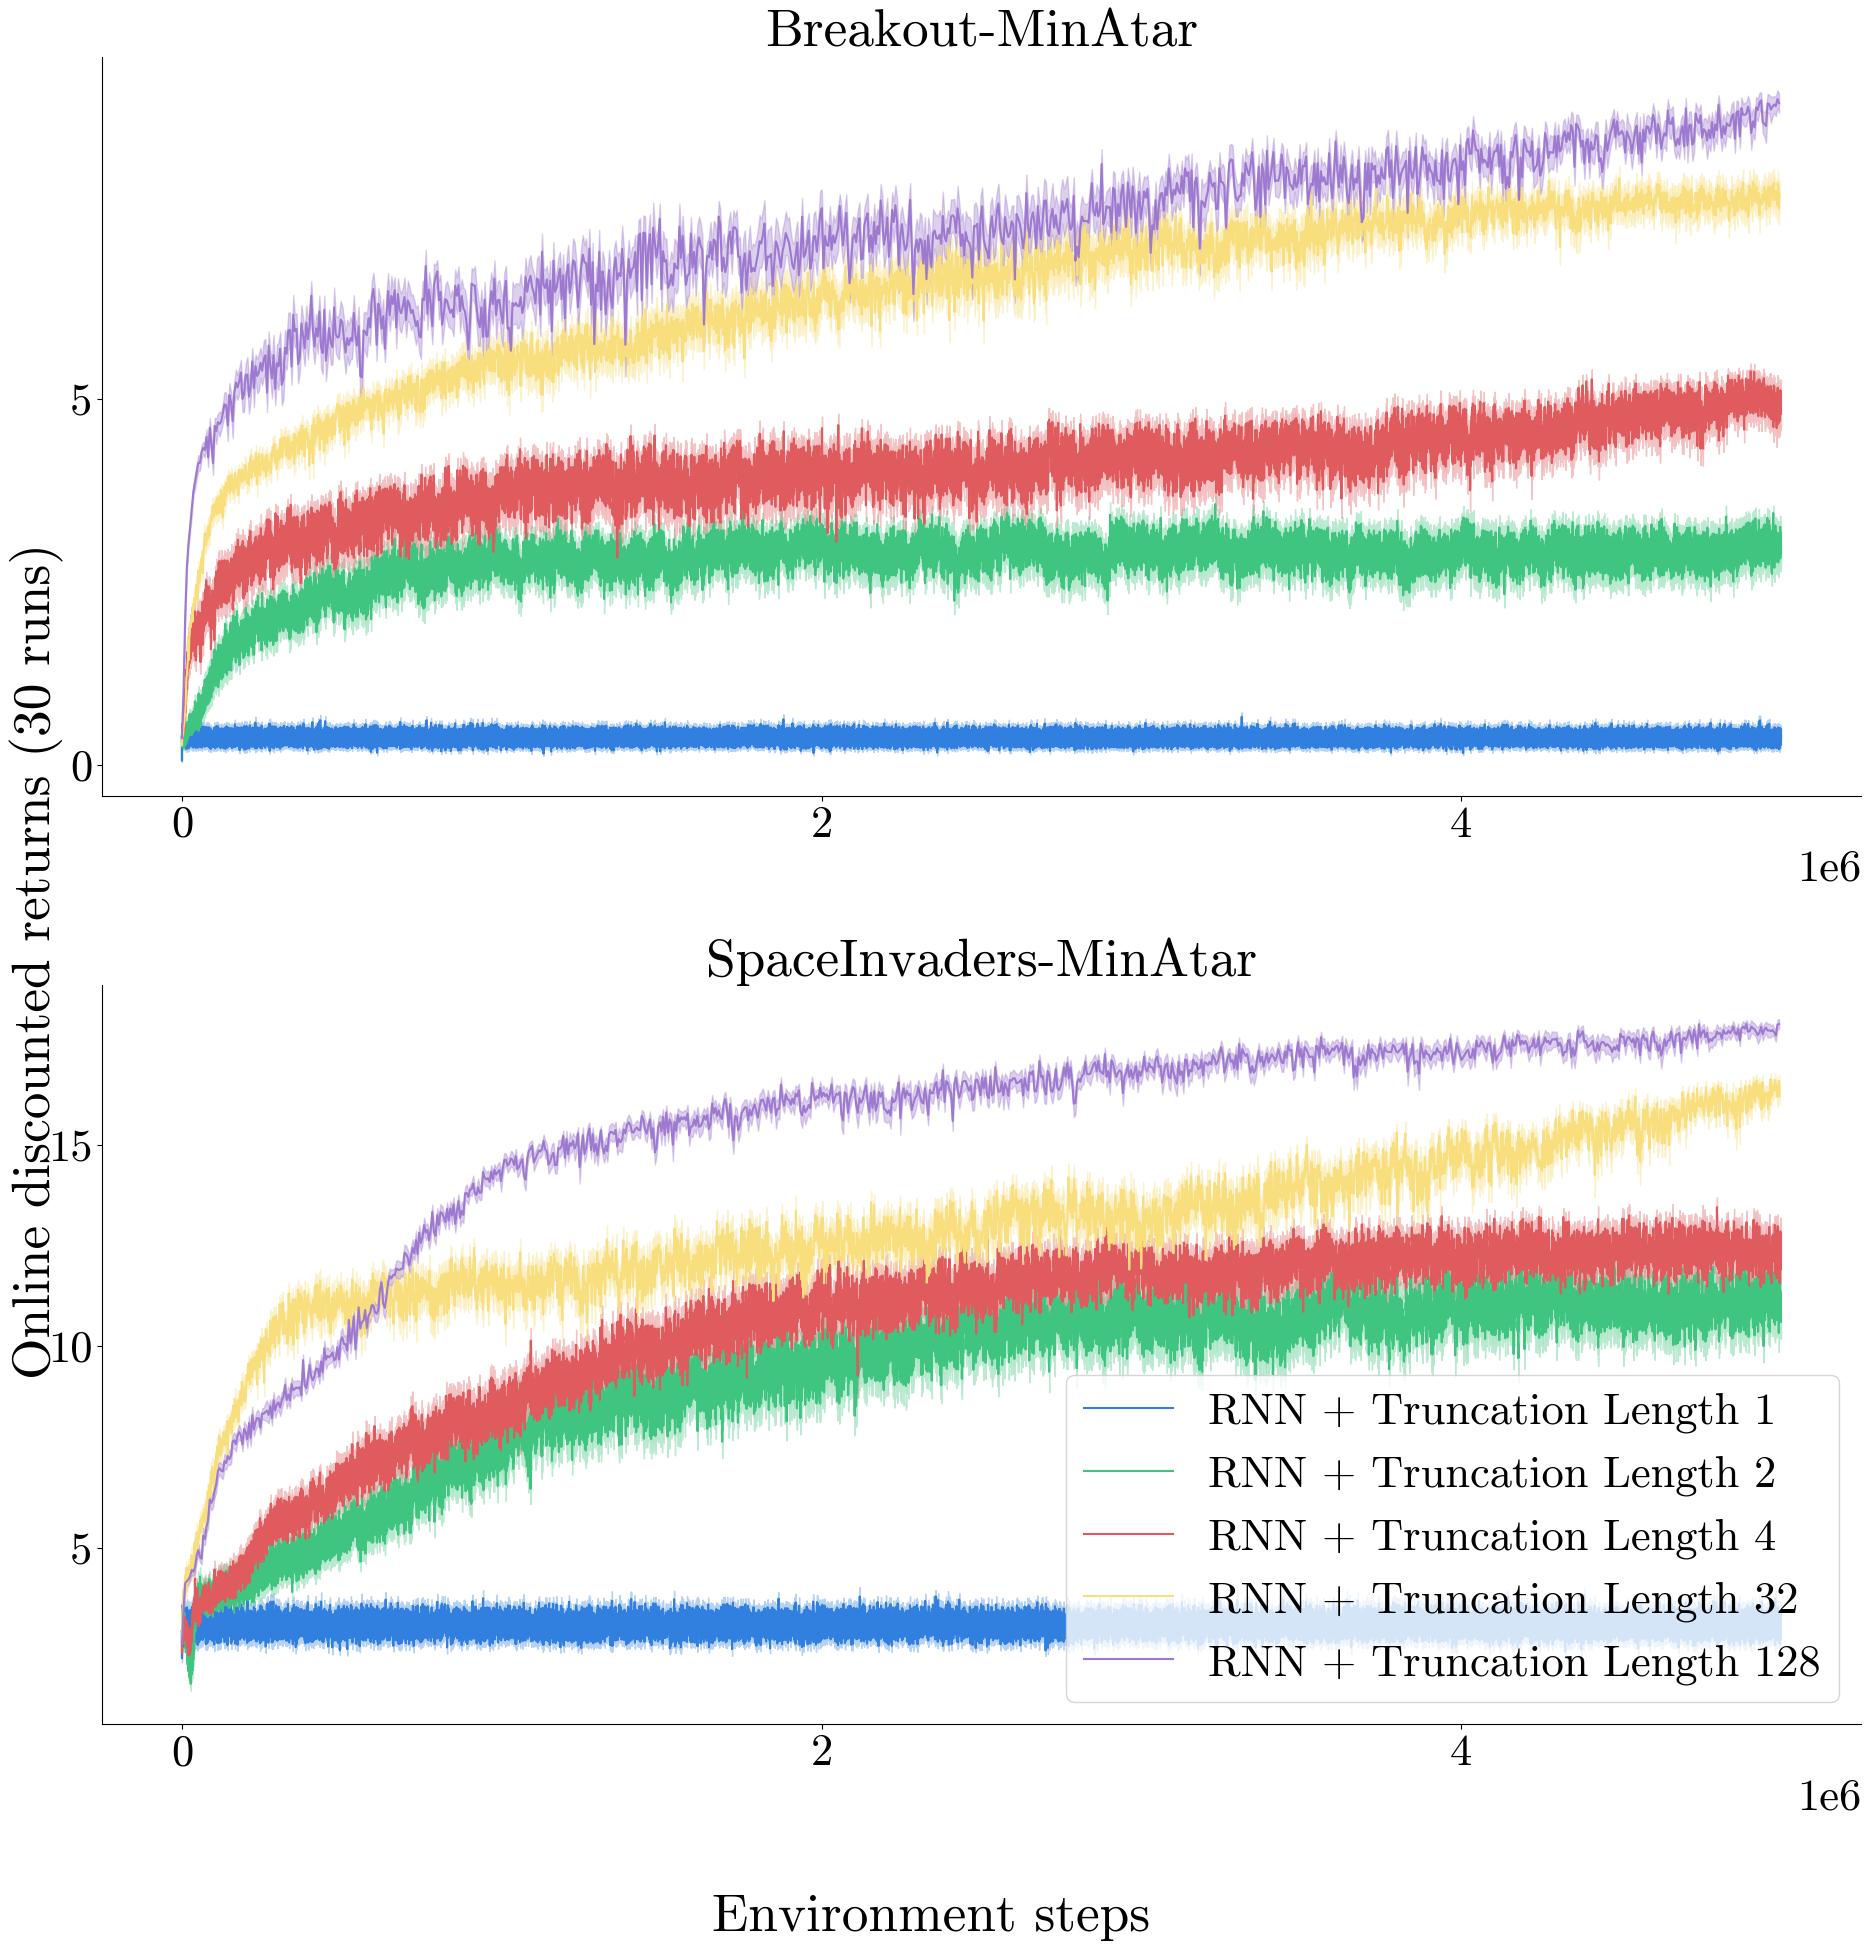 Breakout-MinAtar
5
0
0 2 4
1e6
Online discounted returns (30 runs)
SpaceInvaders-MinAtar
15
10
5
RNN + Truncation Length 1
RNN + Truncation Length 2
RNN + Truncation Length 4
RNN + Truncation Length 32
RNN + Truncation Length 128
0 2 4
1e6
Environment steps